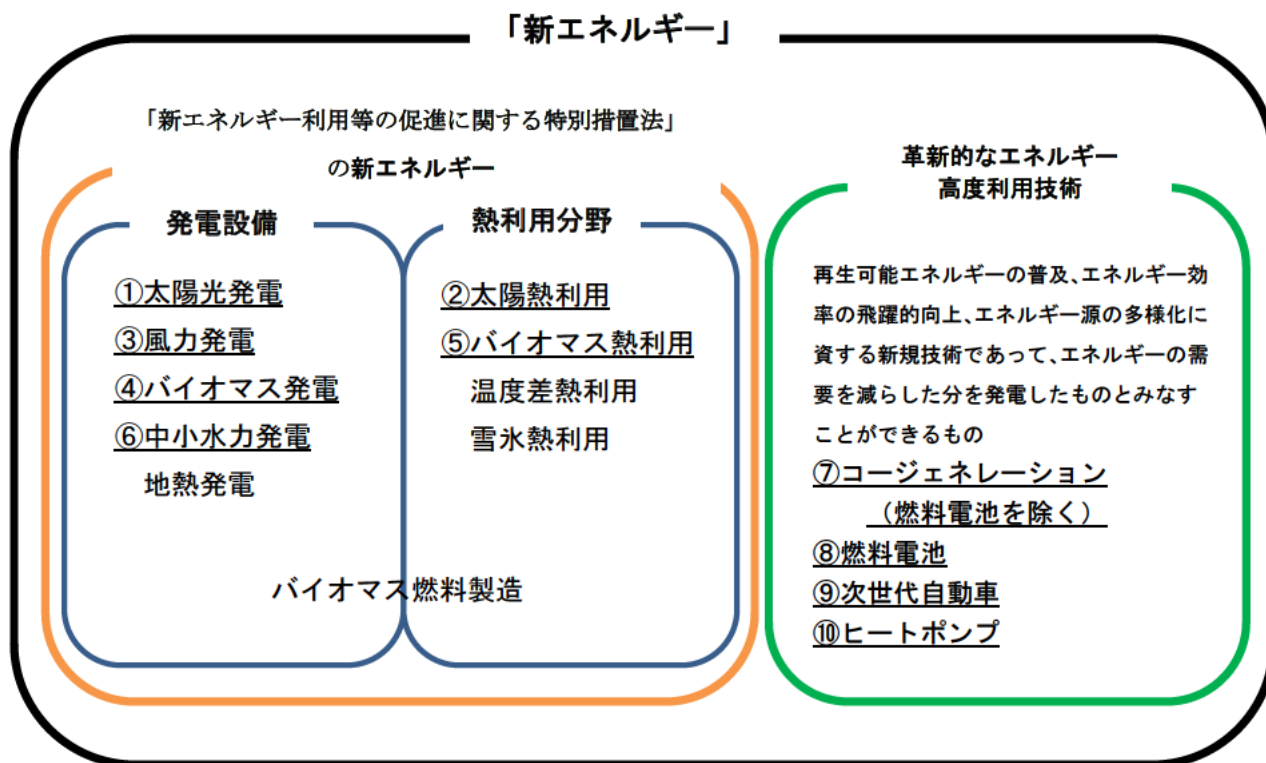 「新エネルギー」
「新エネルギー利用等の促進に関する特別措置法」
の新エネルギー
発電設備
①太陽光発電
③風力発電
④バイオマス発電
⑥中小水力発電
地熱発電
熱利用分野
②太陽熱利用
⑤バイオマス熱利用
温度差熱利用
雪氷熱利用
バイオマス燃料製造
革新的なエネルギー
高度利用技術
再生可能エネルギーの普及、エネルギー効
率の飛躍的向上、エネルギー源の多様化に
資する新規技術であって、エネルギーの需
要を減らした分を発電したものとみなす
ことができるもの
⑦コージェネレーション
（燃料電池を除く）
⑧燃料電池
⑨次世代自動車
⑩ヒートポンプ